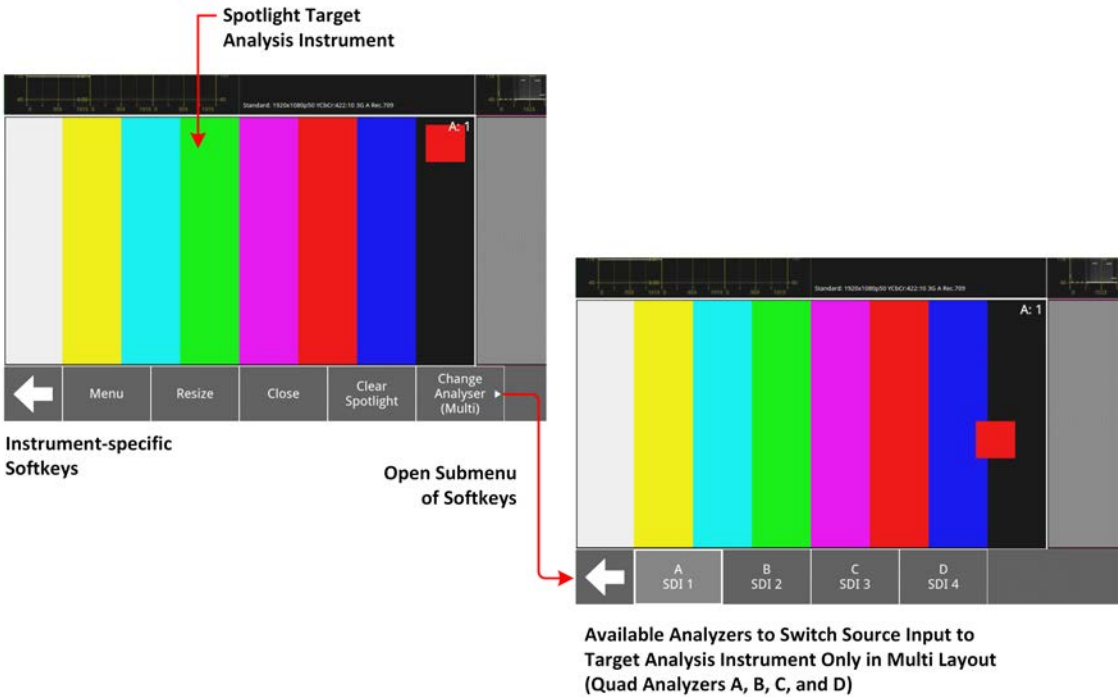 Spotlight Target
Analysis Instrument
Standard: 1920x1080p50 YCbCr:422:10 3G A Rec.709
A: 1
Menu
Resize
Close
Clear
Spotlight
Change
Analyser
(Multi)
Instrument-specific
Softkeys
Open Submenu
of Softkeys
Standard: 1920x1080p50 YCbCr:422:10 3G A Rec.709
A: 1
A
SDI 1
B
SDI 2
C
SDI 3
D
SDI 4
Available Analyzers to Switch Source Input to
Target Analysis Instrument Only in Multi Layout
(Quad Analyzers A, B, C, and D)